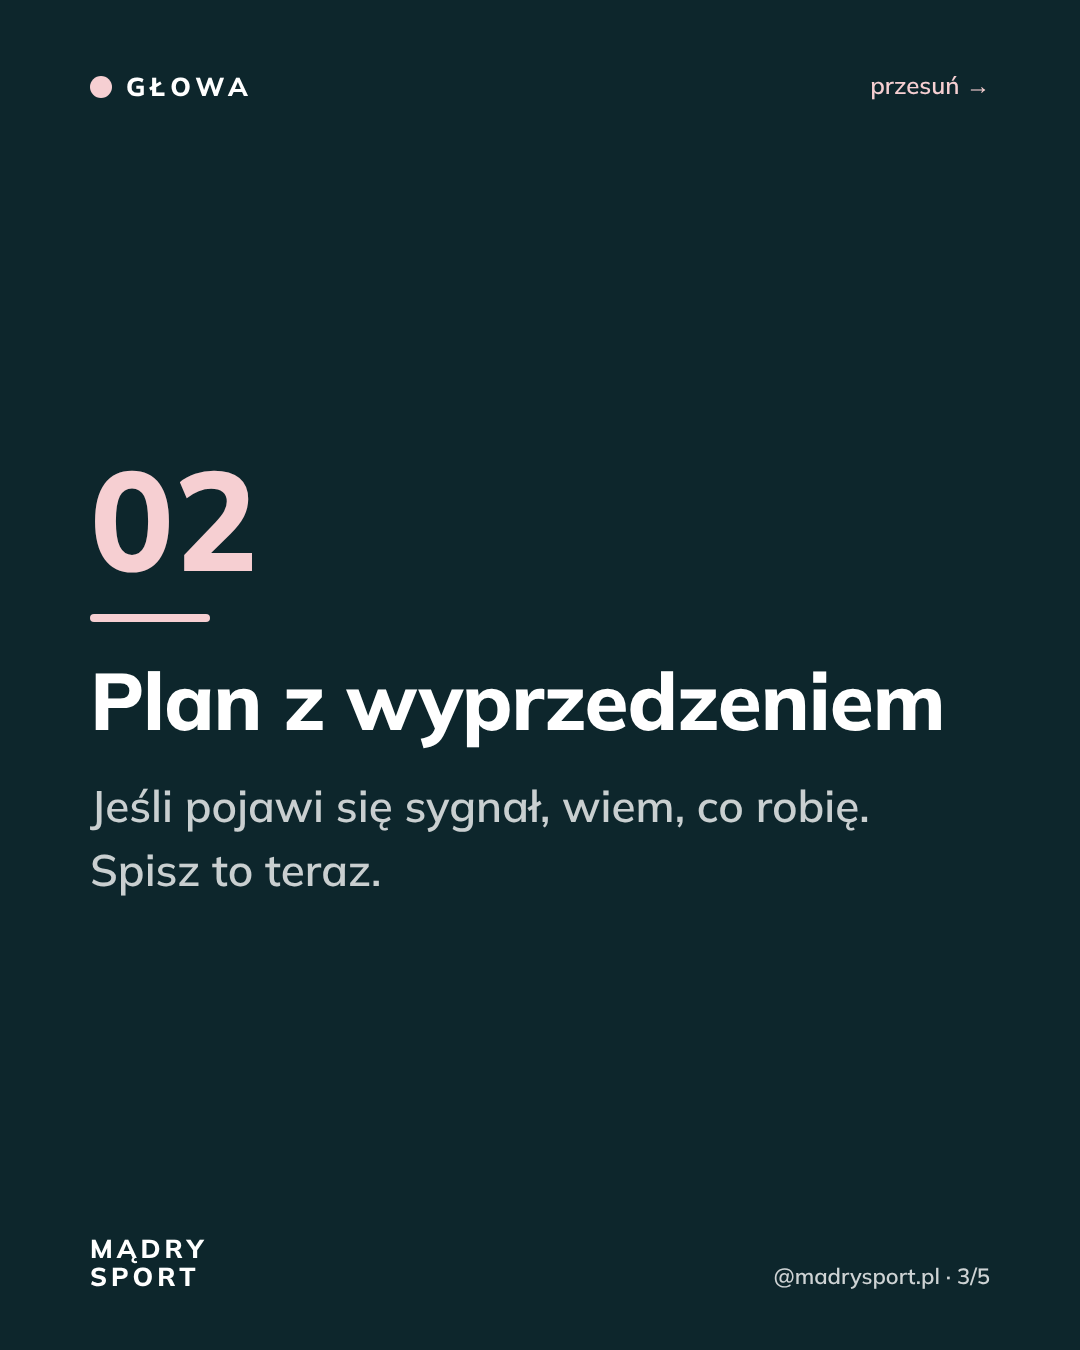 GŁOWA
przesuń →
02
Plan z wyprzedzeniem
Jeśli pojawi się sygnał, wiem, co robię.
Spisz to teraz.
MĄDRY
SPORT
@madrysport.pl · 3/5